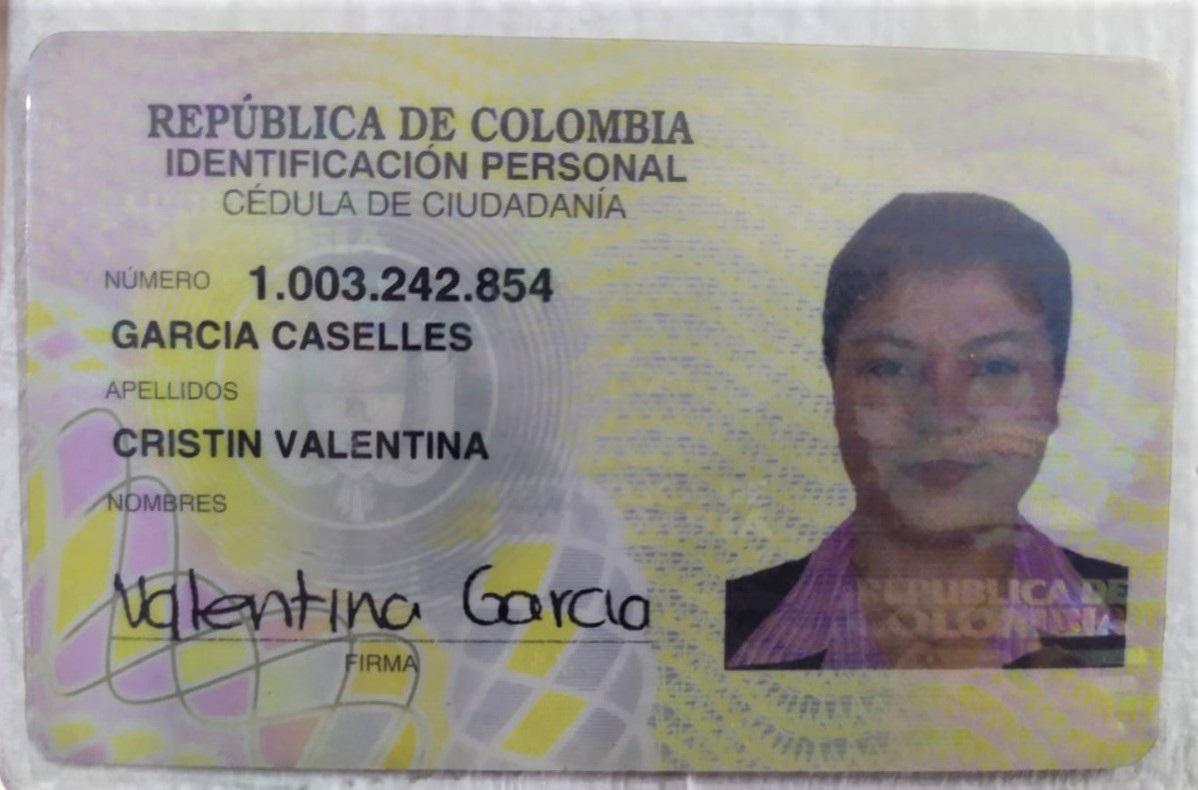 REPÚBLICA DE COLOMBIA
IDENTIFICACIÓN PERSONAL
CÉDULA DE CIUDADANÍA
NÚMERO 1.003.242.854
GARCIA CASELLES
APELLIDOS
CRISTIN VALENTINA
NOMBRES
Valentina Garcia
FIRMA
REPUBLICA DE
COLOMBIA